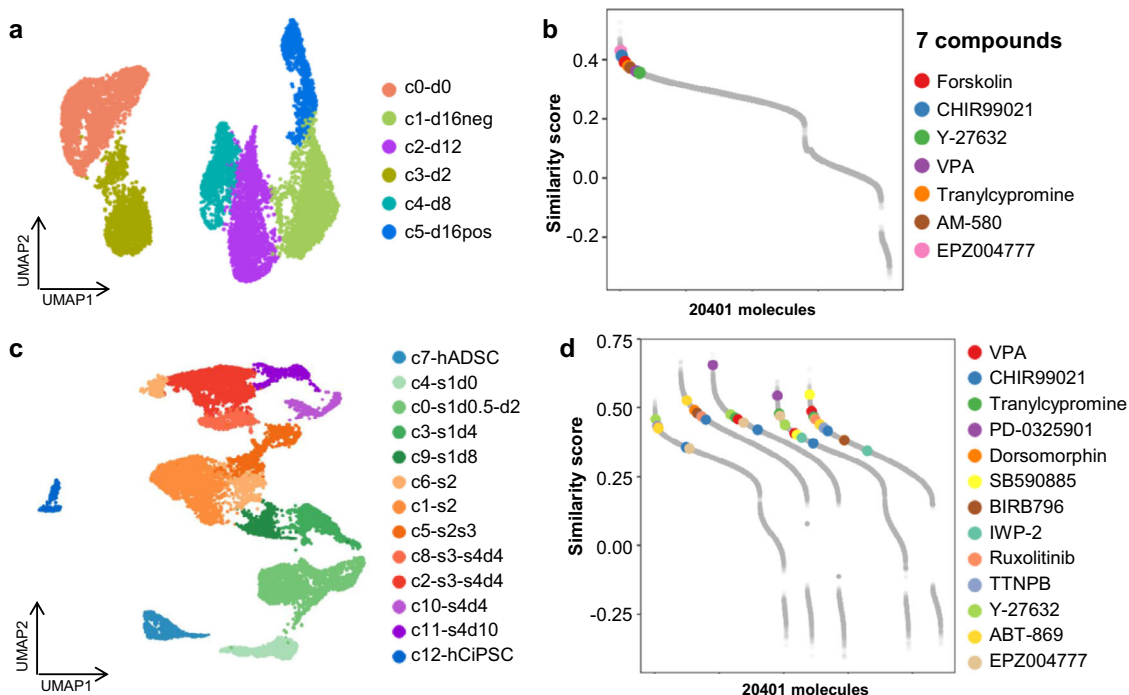 a
c0-d0
c1-d16neg
c2-d12
c3-d2
c4-d8
c5-d16pos
UMAP2
UMAP1
b
Similarity score
0.4
0.2
0.0
-0.2
20401 molecules
7 compounds
Forskolin
CHIR99021
Y-27632
VPA
Tranylcypromine
AM-580
EPZ004777
c
c7-hADSC
c4-s1d0
c0-s1d0.5-d2
c3-s1d4
c9-s1d8
c6-s2
c1-s2
c5-s2s3
c8-s3-s4d4
c2-s3-s4d4
c10-s4d4
c11-s4d10
c12-hCiPSC
UMAP2
UMAP1
d
Similarity score
0.75
0.50
0.25
0.00
-0.25
20401 molecules
VPA
CHIR99021
Tranylcypromine
PD-0325901
Dorsomorphin
SB590885
BIRB796
IWP-2
Ruxolitinib
TTNPB
Y-27632
ABT-869
EPZ004777